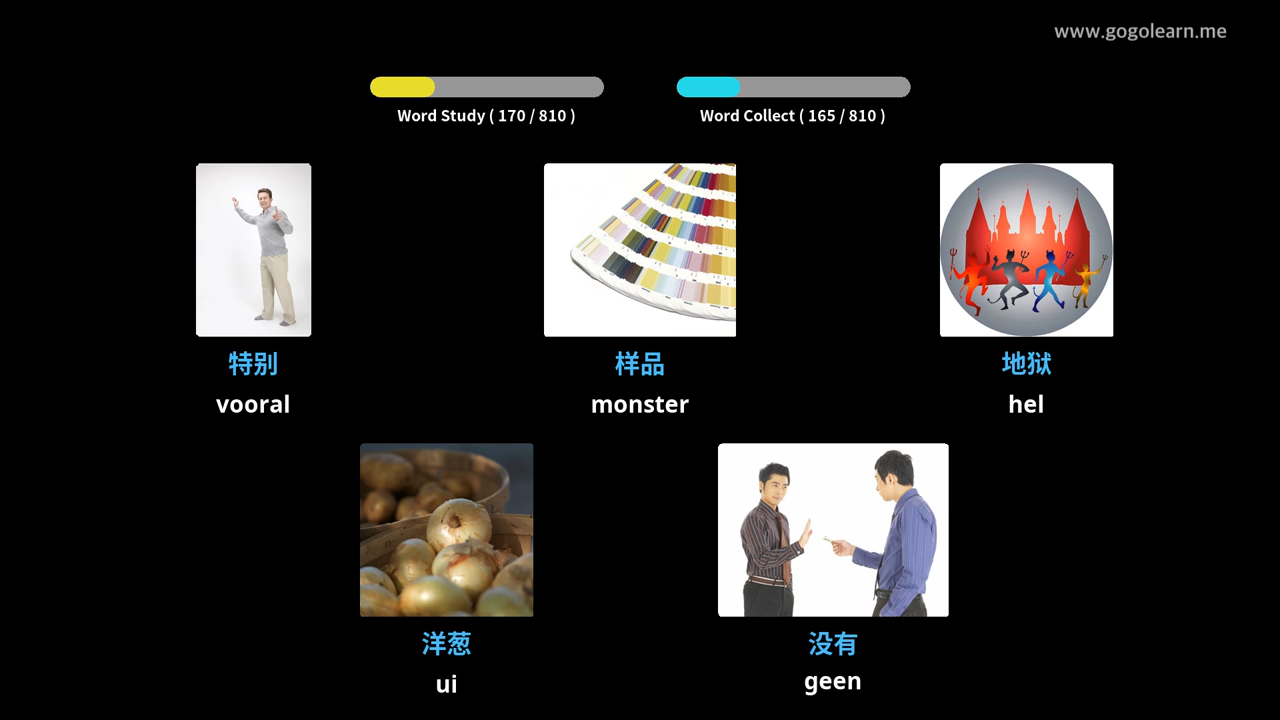 www.gogolearn.me
Word Study ( 170 / 810 )
Word Collect ( 165 / 810 )
特别
vooral
样品
monster
地狱
hel
洋葱
ui
没有
geen